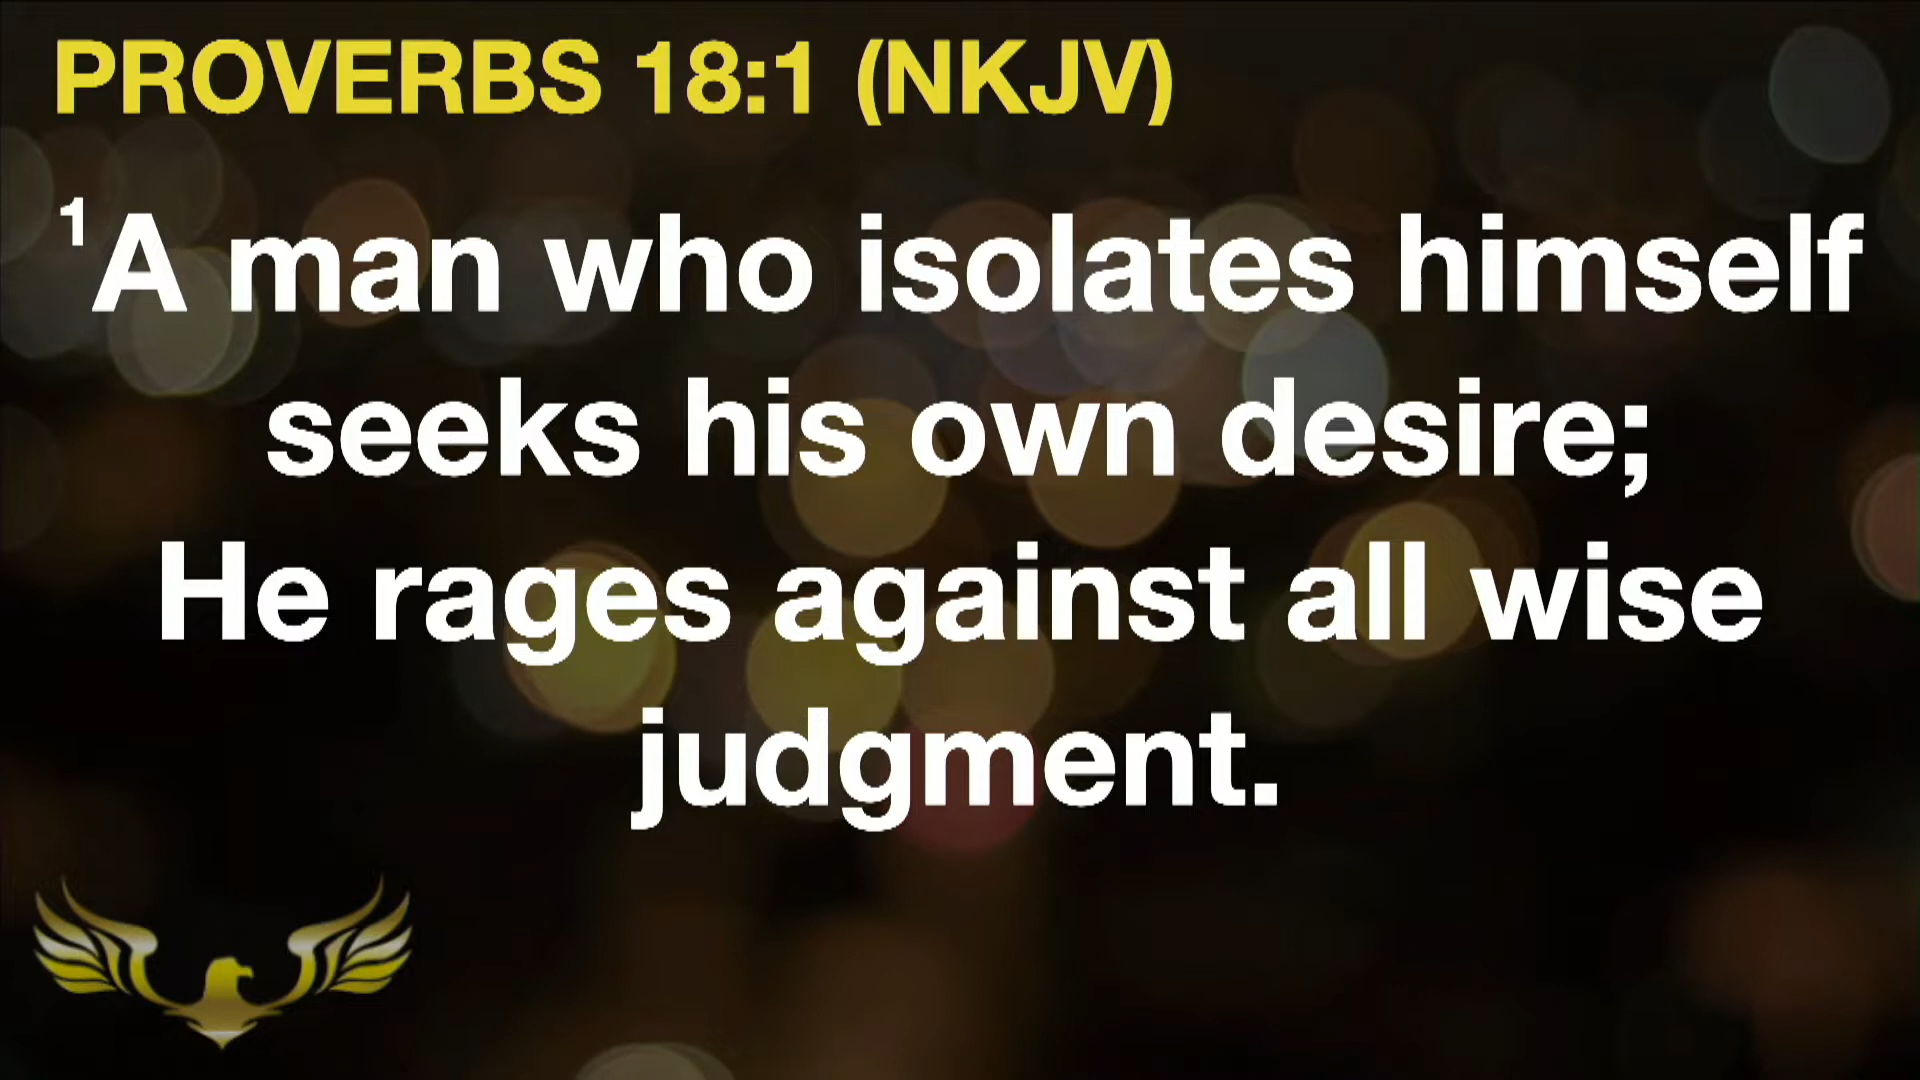 PROVERBS 18:1 (NKJV)
¹A man who isolates himself
seeks his own desire;
He rages against all wise
judgment.